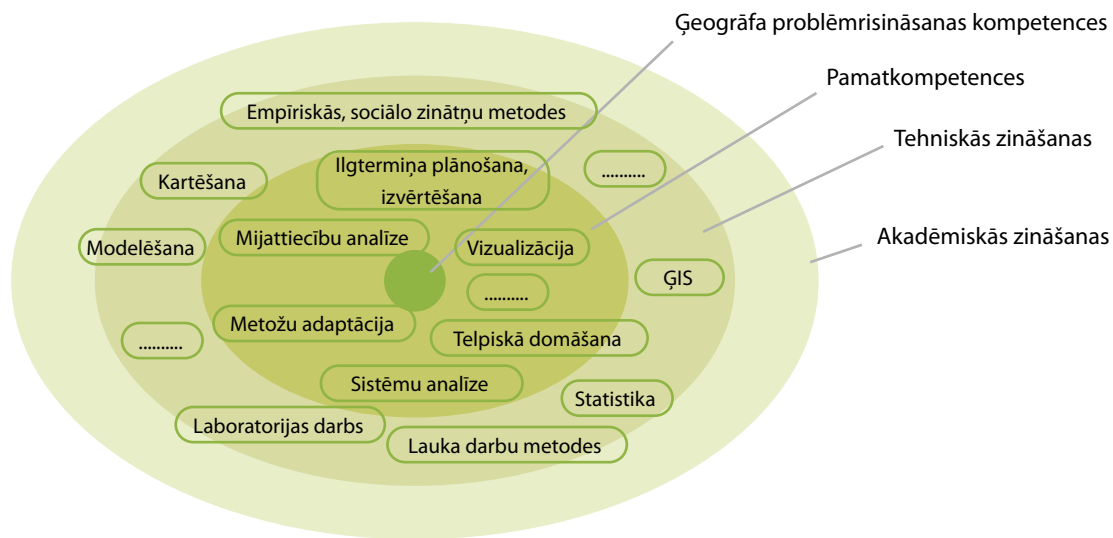 Ģeogrāfa problēmrisināsanas kompetences
Pamatkompetences
Tehniskās zināšanas
Akadēmiskās zināšanas
Empīriskās, sociālo zinātņu metodes
Ilgtermiņa plānošana,
izvērtēšana
..........
Kartēšana
Mijattiecību analīze
Vizualizācija
Modelēšana
ĢIS
..........
Metožu adaptācija
Telpiskā domāšana
..........
Sistēmu analīze
Statistika
Laboratorijas darbs
Lauka darbu metodes